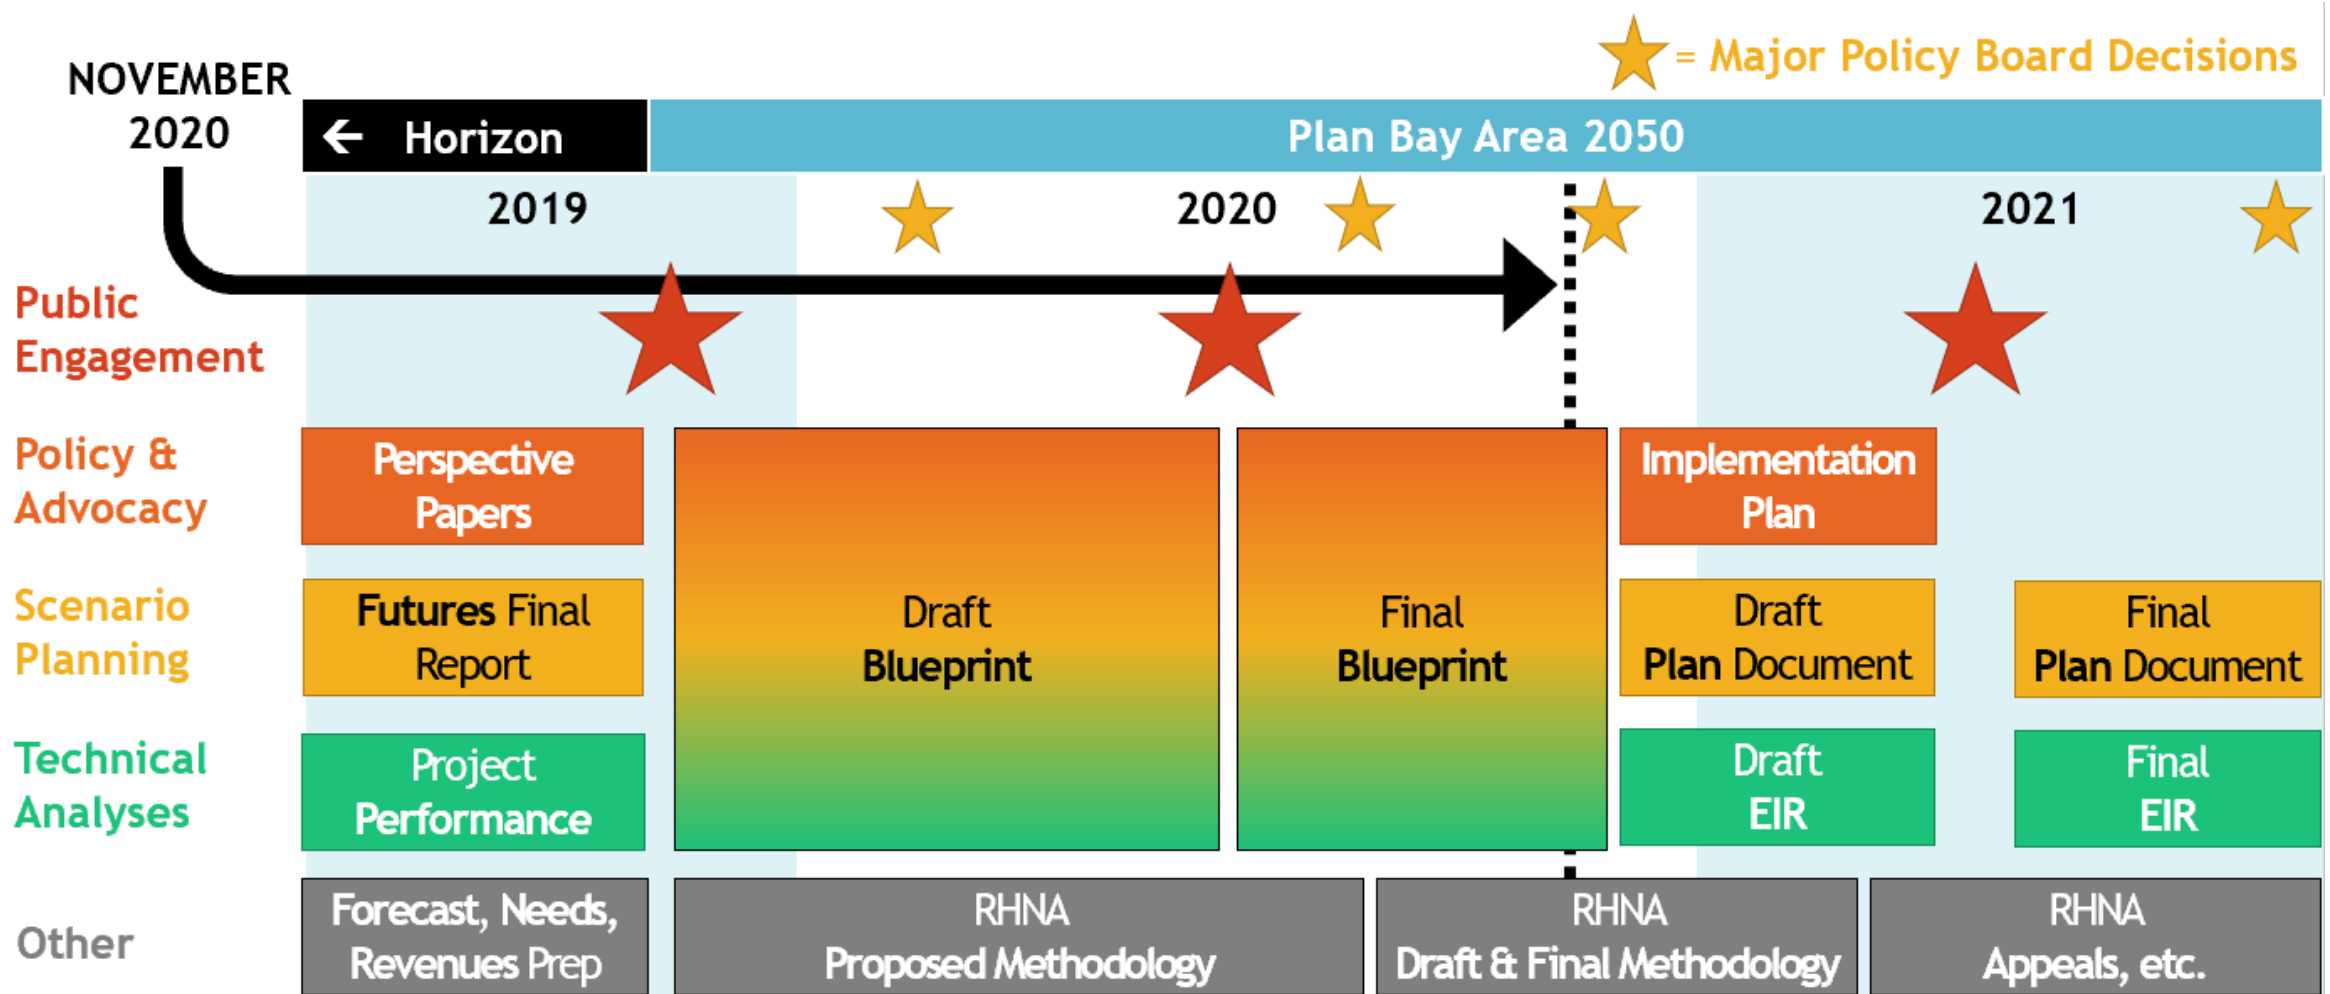 = Major Policy Board Decisions
NOVEMBER
2020
← Horizon
Plan Bay Area 2050
2019
2020
2021
Public
Engagement
Policy &
Advocacy
Perspective
Papers
Implementation
Plan
Scenario
Planning
Futures Final
Report
Draft
Blueprint
Final
Blueprint
Draft
Plan Document
Final
Plan Document
Technical
Analyses
Project
Performance
Draft
EIR
Final
EIR
Other
Forecast, Needs,
Revenues Prep
RHNA
Proposed Methodology
RHNA
Draft & Final Methodology
RHNA
Appeals, etc.